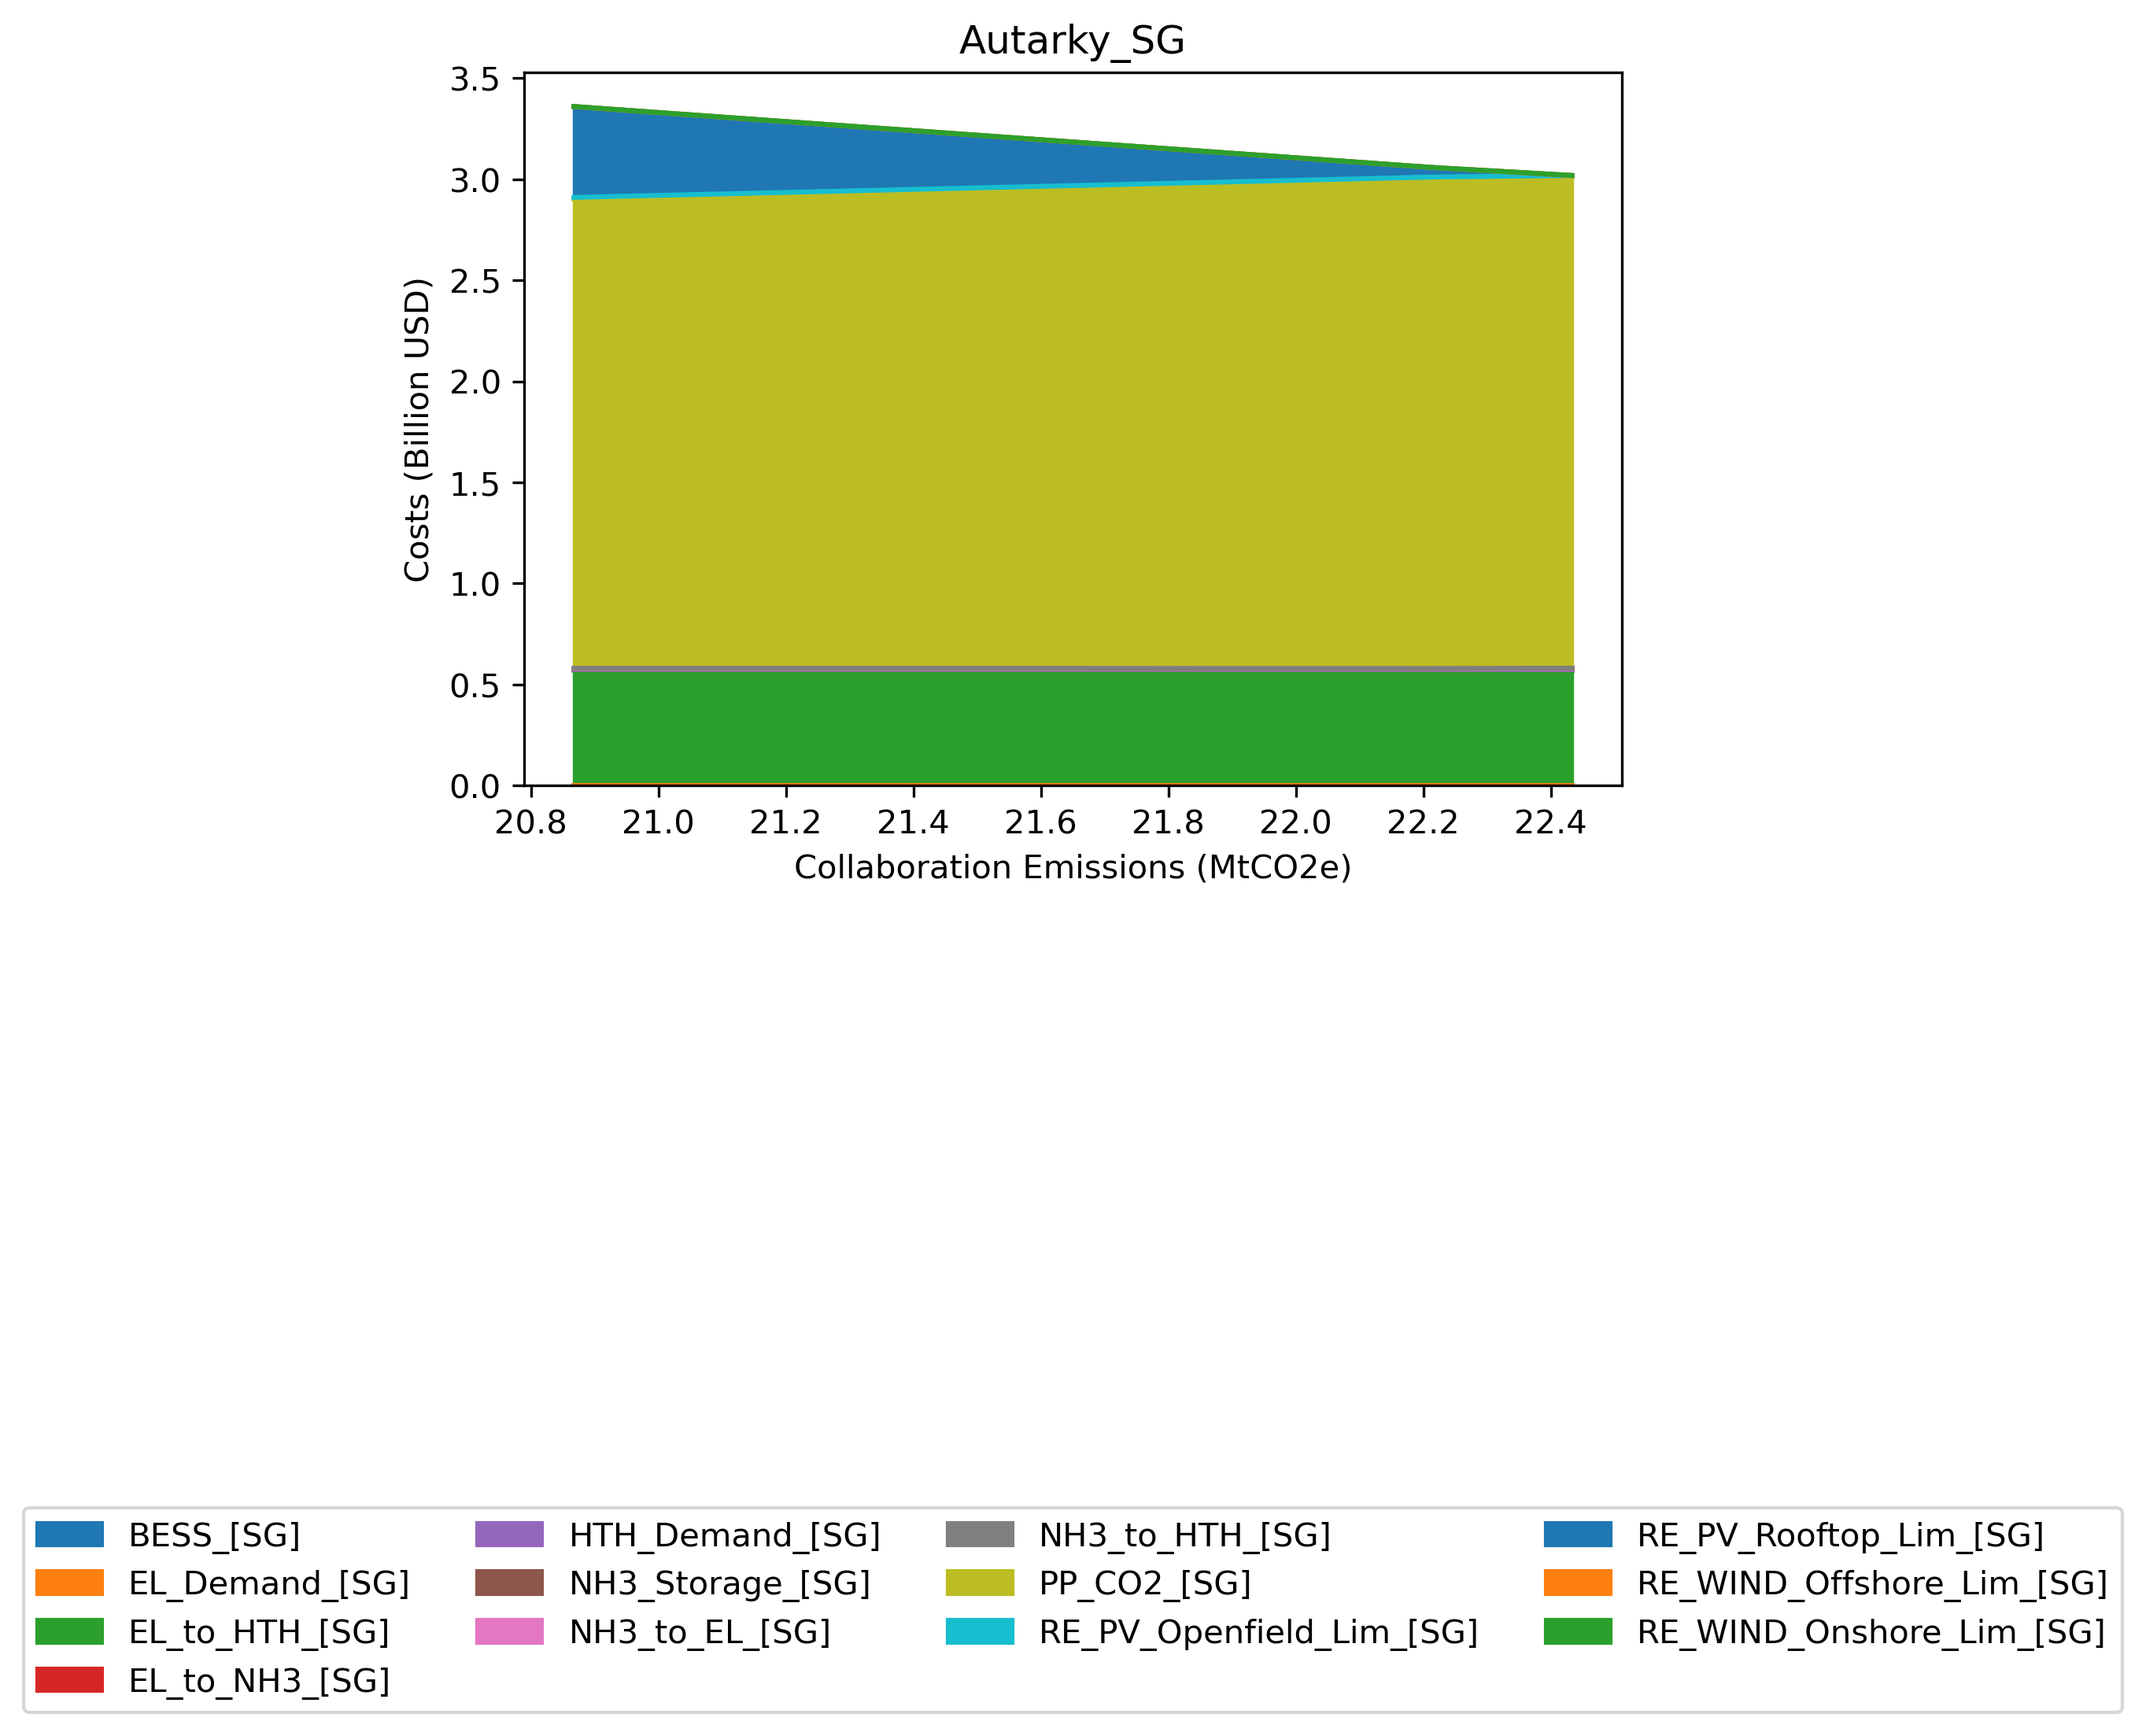 Autarky_SG
Costs (Billion USD)
3.5
3.0
2.5
2.0
1.5
1.0
0.5
0.0
20.8 21.0 21.2 21.4 21.6 21.8 22.0 22.2 22.4
Collaboration Emissions (MtCO2e)
BESS_[SG]
EL_Demand_[SG]
EL_to_HTH_[SG]
EL_to_NH3_[SG]
HTH_Demand_[SG]
NH3_Storage_[SG]
NH3_to_EL_[SG]
NH3_to_HTH_[SG]
PP_CO2_[SG]
RE_PV_Openfield_Lim_[SG]
RE_PV_Rooftop_Lim_[SG]
RE_WIND_Offshore_Lim_[SG]
RE_WIND_Onshore_Lim_[SG]